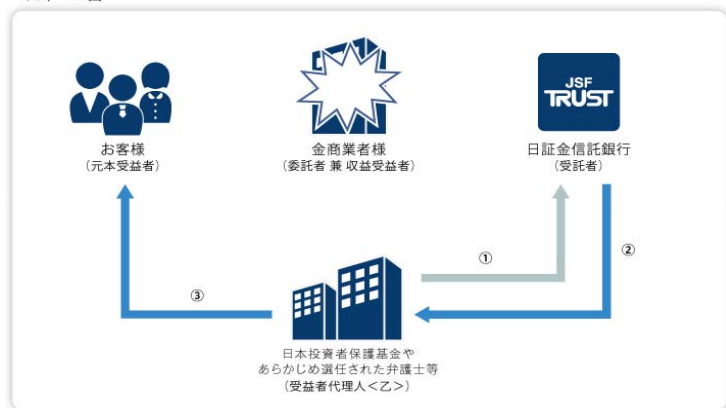 JSF
TRUST
お客様
（元本受益者）
金商業者様
（委託者 兼 収益受益者）
日証金信託銀行
（受託者）
①
②
③
日本投資者保護基金や
あらかじめ選任された弁護士等
（受益者代理人＜乙＞）